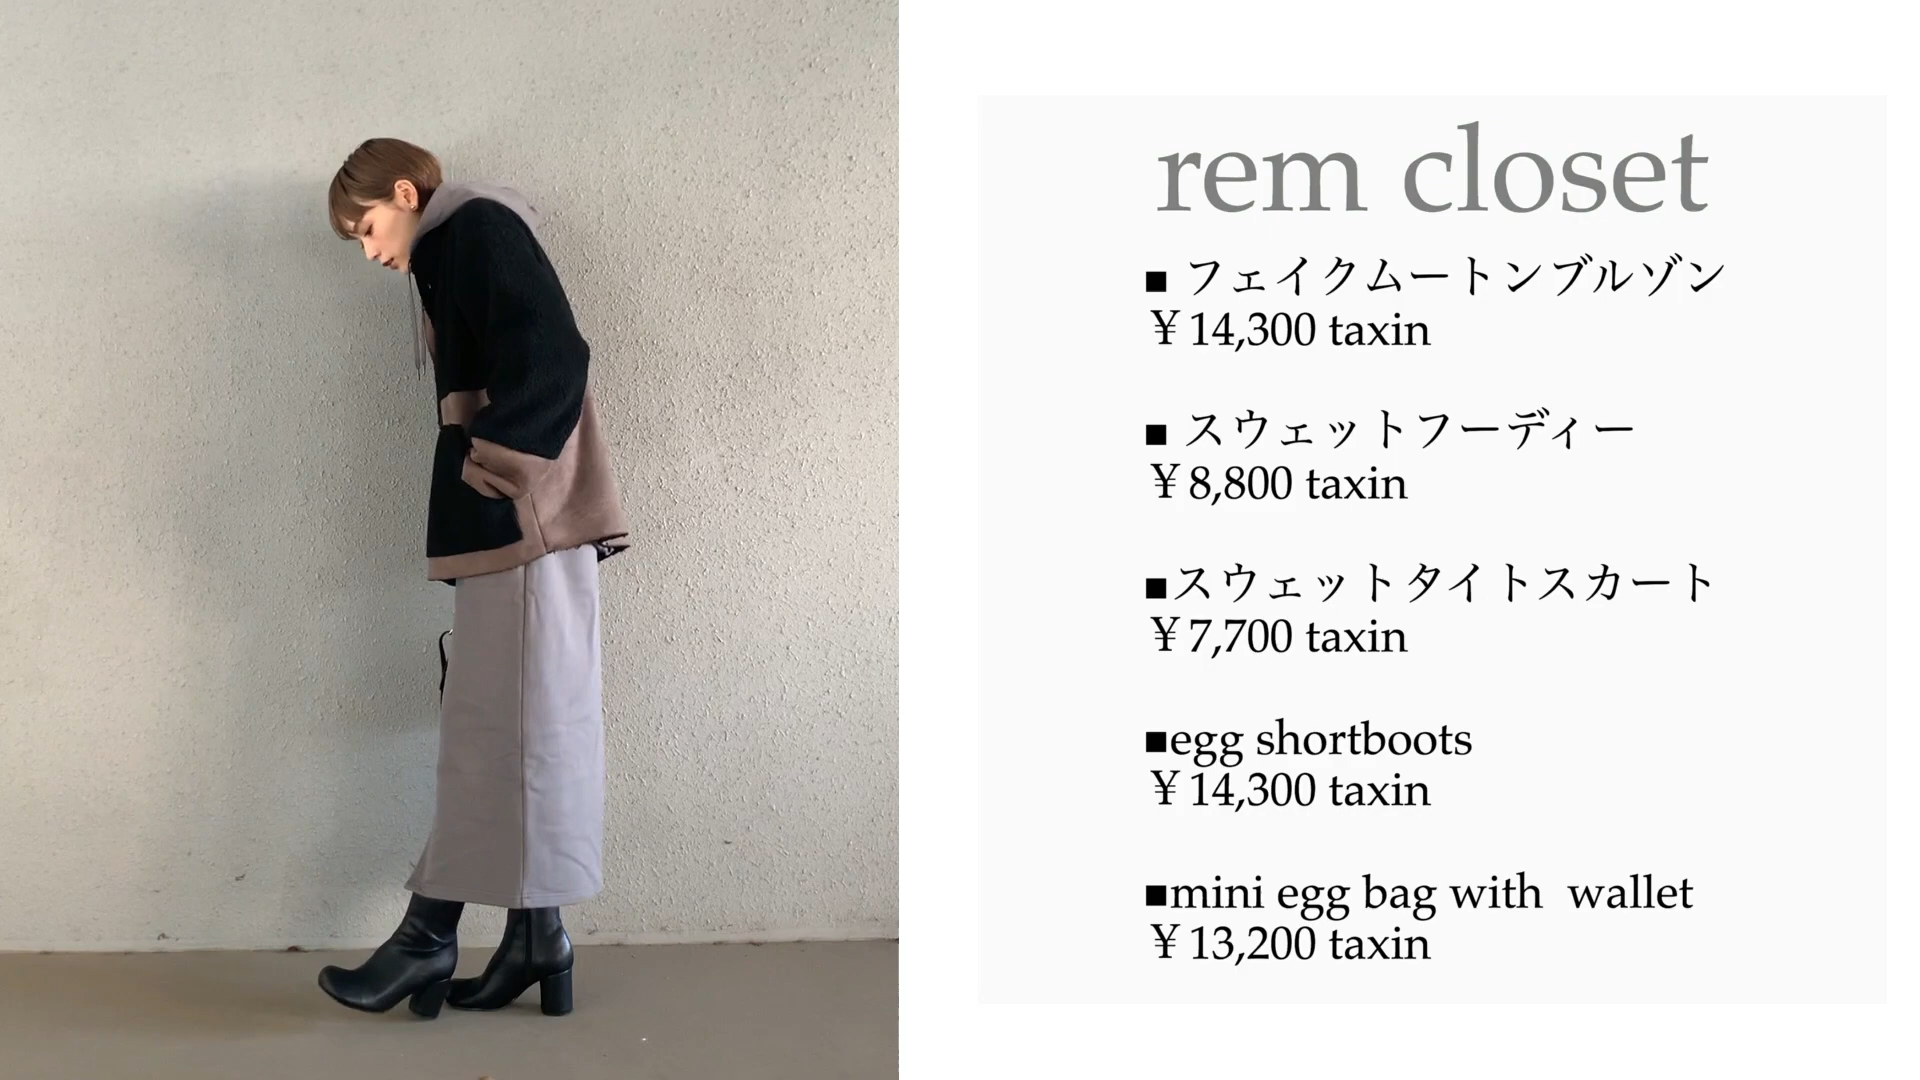 rem closet
■ フェイクムートンブルゾン
￥14,300 taxin
■ スウェットフーディー
￥8,800 taxin
■スウェットタイトスカート
￥7,700 taxin
■egg shortboots
￥14,300 taxin
■mini egg bag with  wallet
￥13,200 taxin